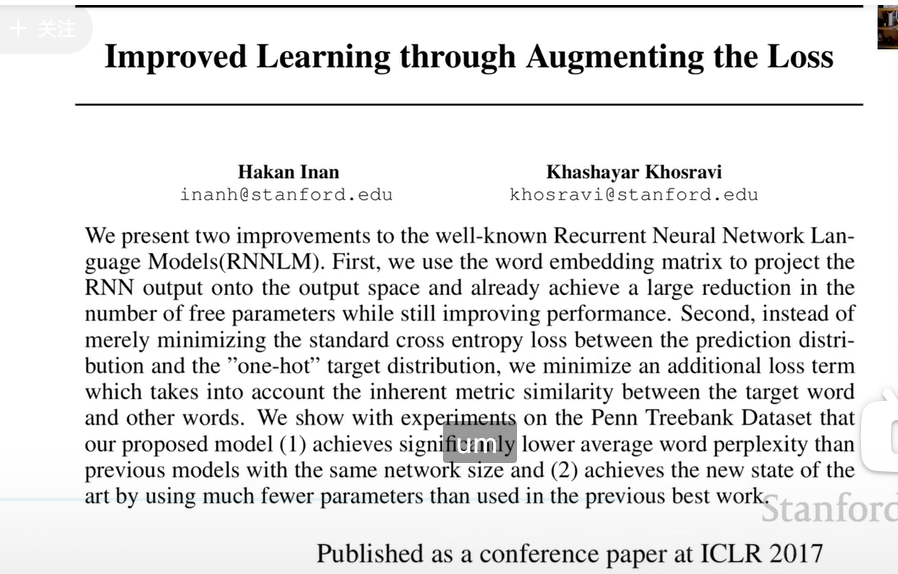 + 关注
Improved Learning through Augmenting the Loss
Hakan Inan
Khashayar Khosravi
inanh@stanford.edu
khosravi@stanford.edu
We present two improvements to the well-known Recurrent Neural Network Lan-
guage Models(RNNLM). First, we use the word embedding matrix to project the
RNN output onto the output space and already achieve a large reduction in the
number of free parameters while still improving performance. Second, instead of
merely minimizing the standard cross entropy loss between the prediction distri-
bution and the ”one-hot” target distribution, we minimize an additional loss term
which takes into account the inherent metric similarity between the target word
and other words. We show with experiments on the Penn Treebank Dataset that
our proposed model (1) achieves significantly lower average word perplexity than
um
previous models with the same network size and (2) achieves the new state of the
art by using much fewer parameters than used in the previous best work.
Stanford
Published as a conference paper at ICLR 2017